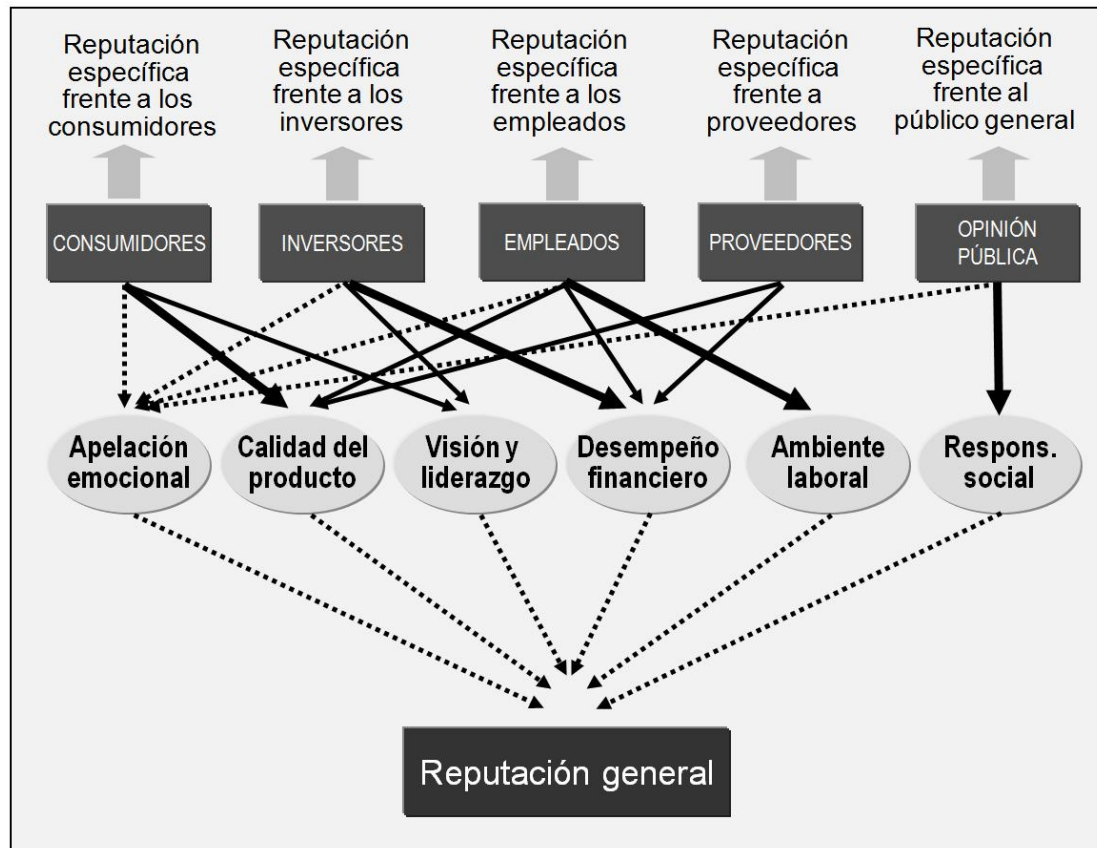 Reputación
específica
frente a los
consumidores
Reputación
específica
frente a los
inversores
Reputación
específica
frente a los
empleados
Reputación
específica
frente a
proveedores
Reputación
específica
frente al
público general
CONSUMIDORES
INVERSORES
EMPLEADOS
PROVEEDORES
OPINIÓN
PÚBLICA
Apelación
emocional
Calidad del
producto
Visión y
liderazgo
Desempeño
financiero
Ambiente
laboral
Respons.
social
Reputación general